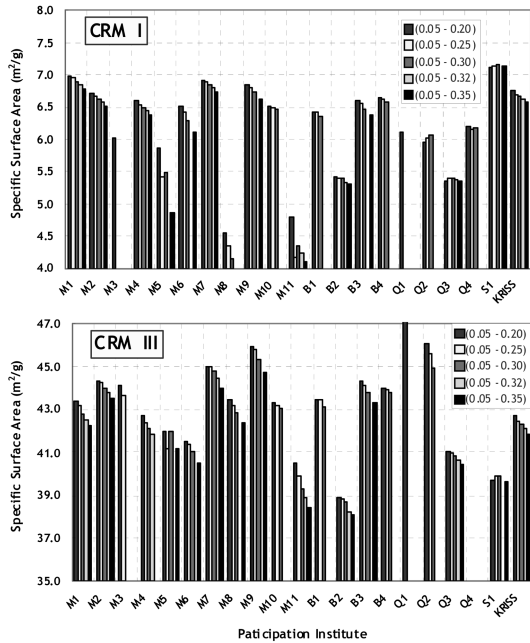 CRM I
Specific Surface Area (m²/g)
8.0
7.5
7.0
6.5
6.0
5.5
5.0
4.5
4.0
(0.05 - 0.20)
(0.05 - 0.25)
(0.05 - 0.30)
(0.05 - 0.32)
(0.05 - 0.35)
M1 M2 M3 M4 M5 M6 M7 M8 M9 M10 M11 B1 B2 B3 B4 Q1 Q2 Q3 Q4 S1 KRISS
CRM III
Specific Surface Area (m²/g)
47.0
45.0
43.0
41.0
39.0
37.0
35.0
(0.05 - 0.20)
(0.05 - 0.25)
(0.05 - 0.30)
(0.05 - 0.32)
(0.05 - 0.35)
M1 M2 M3 M4 M5 M6 M7 M8 M9 M10 M11 B1 B2 B3 B4 Q1 Q2 Q3 Q4 S1 KRISS
Paticipation Institute